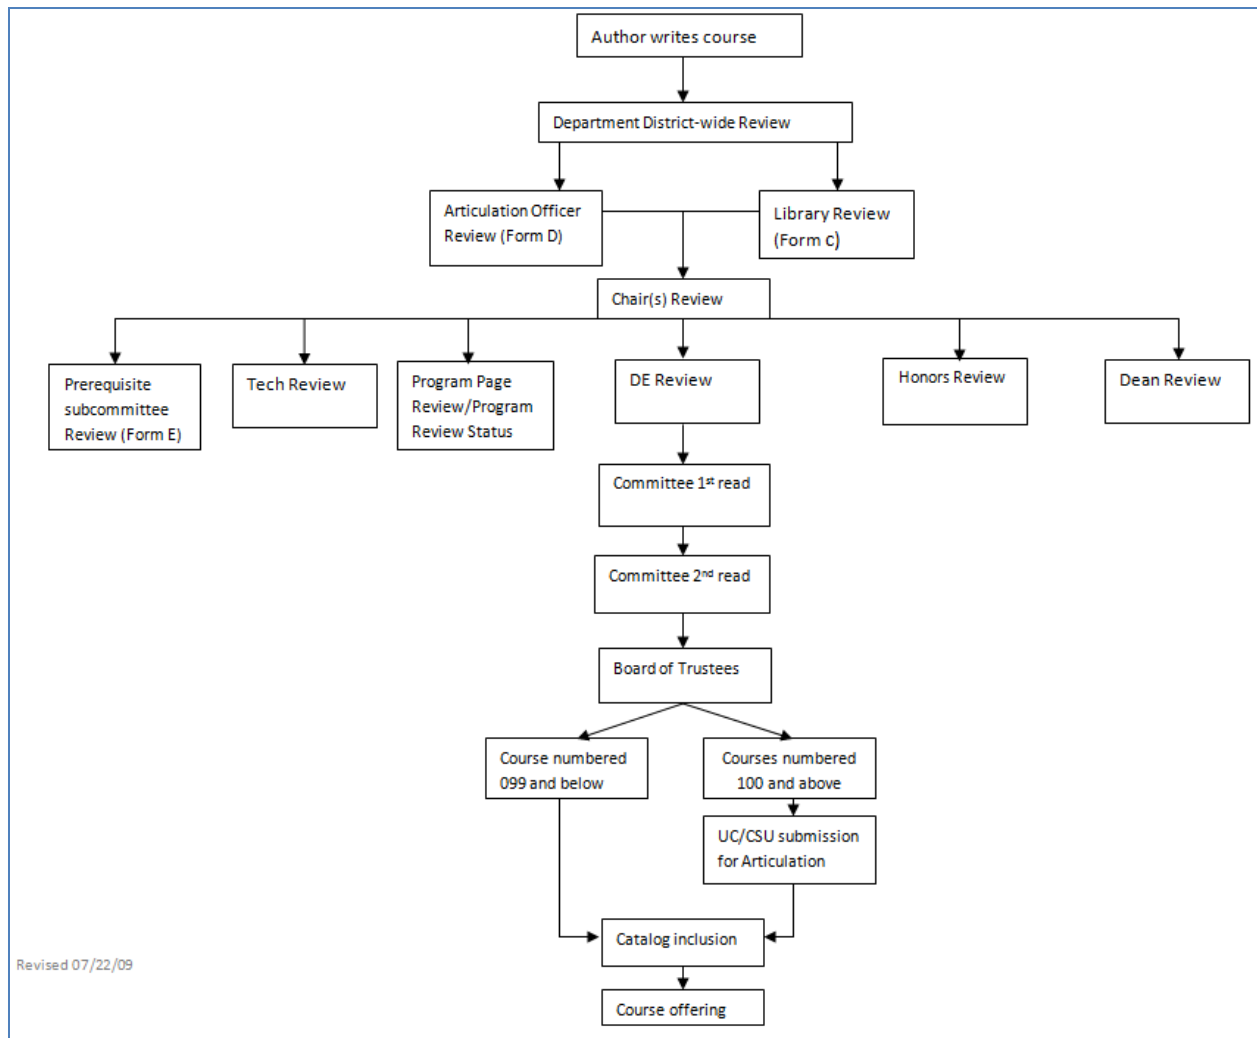 Author writes course
Department District-wide Review
Articulation Officer
Review (Form D)
Library Review
(Form c)
Chair(s) Review
Prerequisite
subcommittee
Review (Form E)
Tech Review
Program Page
Review/Program
Review Status
DE Review
Honors Review
Dean Review
Committee 1st read
Committee 2nd read
Board of Trustees
Course numbered
099 and below
Courses numbered
100 and above
UC/CSU submission
for Articulation
Catalog inclusion
Revised 07/22/09
Course offering